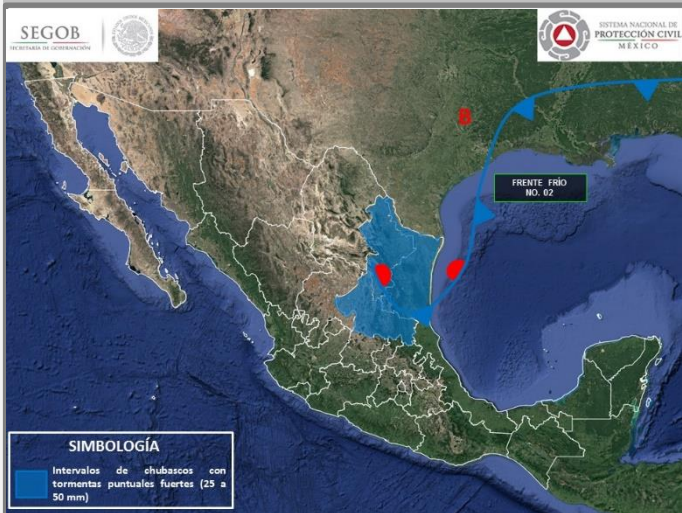 SEGOB
SECRETARÍA DE GOBERNACIÓN
SISTEMA NACIONAL DE
PROTECCIÓN CIVIL
MÉXICO
B
FRENTE FRÍO
NO. 02
SIMBOLOGÍA
Intervalos de chubascos con
tormentas puntuales fuertes (25 a
50 mm)